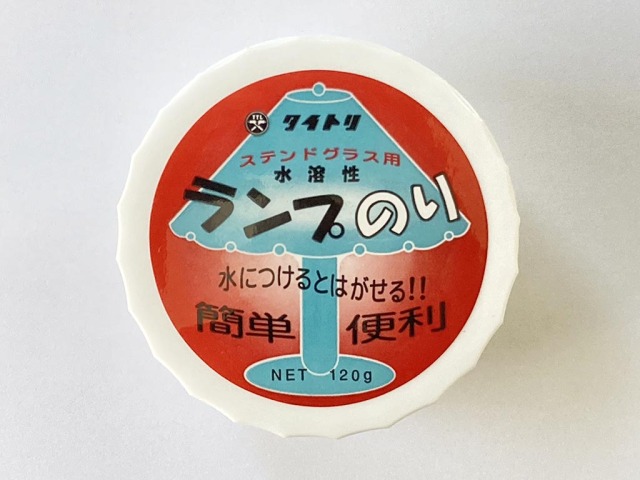 TTL
タイトリ
ステンドグラス用
水溶性
ランプのり
水につけるとはがせる!!
簡単 便利
NET 120g